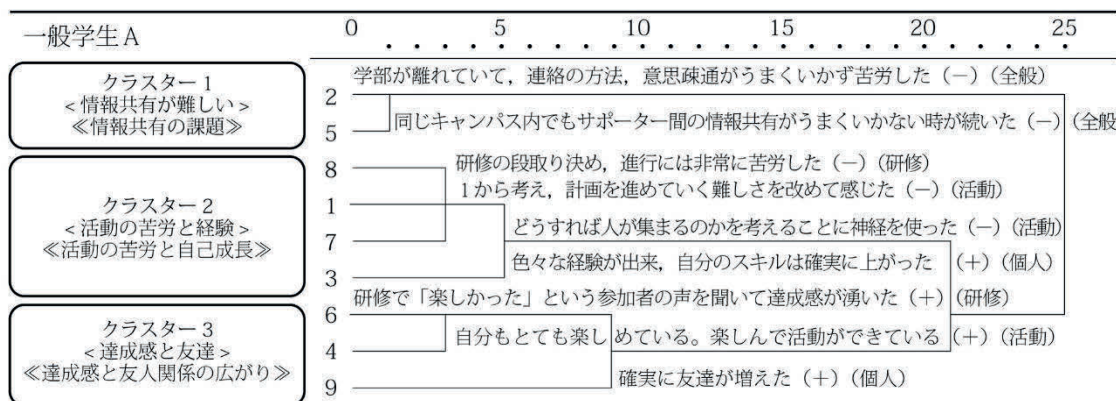 一般学生A
0 5 10 15 20 25
クラスター1
<情報共有が難しい>
≪情報共有の課題≫
クラスター2
<活動の苦労と経験>
≪活動の苦労と自己成長≫
クラスター3
<達成感と友達>
≪達成感と友人関係の広がり≫
学部が離れていて，連絡の方法，意思疎通がうまくいかず苦労した（−）（全般）
2
同じキャンパス内でもサポーター間の情報共有がうまくいかない時が続いた（−）（全般
5
研修の段取り決め，進行には非常に苦労した（−）（研修）
8
1から考え，計画を進めていく難しさを改めて感じた（−）（活動）
1
どうすれば人が集まるのかを考えることに神経を使った（−）（活動）
7
色々な経験が出来，自分のスキルは確実に上がった （+）（個人）
3
研修で「楽しかった」という参加者の声を聞いて達成感が湧いた（+）（研修）
6
自分もとても楽しめている。楽しんで活動ができている（+）（活動）
4
確実に友達が増えた（+）（個人）
9